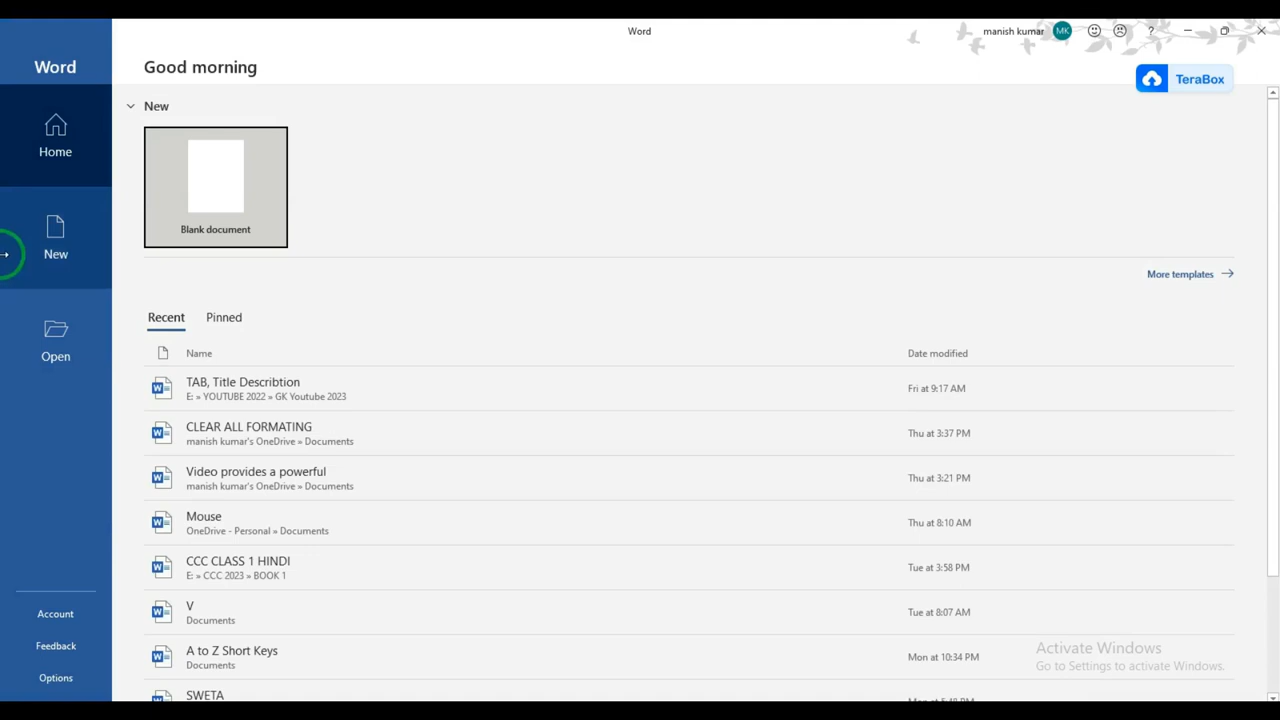 Word
manish kumar MK ?
Word
Good morning
TeraBox
New
Blank document
Home
New
More templates
Open
Recent Pinned
Name Date modified
TAB, Title Describtion
E: » YOUTUBE 2022 » GK Youtube 2023
Fri at 9:17 AM
CLEAR ALL FORMATING
manish kumar's OneDrive » Documents
Thu at 3:37 PM
Video provides a powerful
manish kumar's OneDrive » Documents
Thu at 3:21 PM
Mouse
OneDrive - Personal » Documents
Thu at 8:10 AM
CCC CLASS 1 HINDI
E: » CCC 2023 » BOOK 1
Tue at 3:58 PM
V
Documents
Tue at 8:07 AM
A to Z Short Keys
Documents
Mon at 10:34 PM
SWETA
Account
Feedback
Options
Activate Windows
Go to Settings to activate Windows.